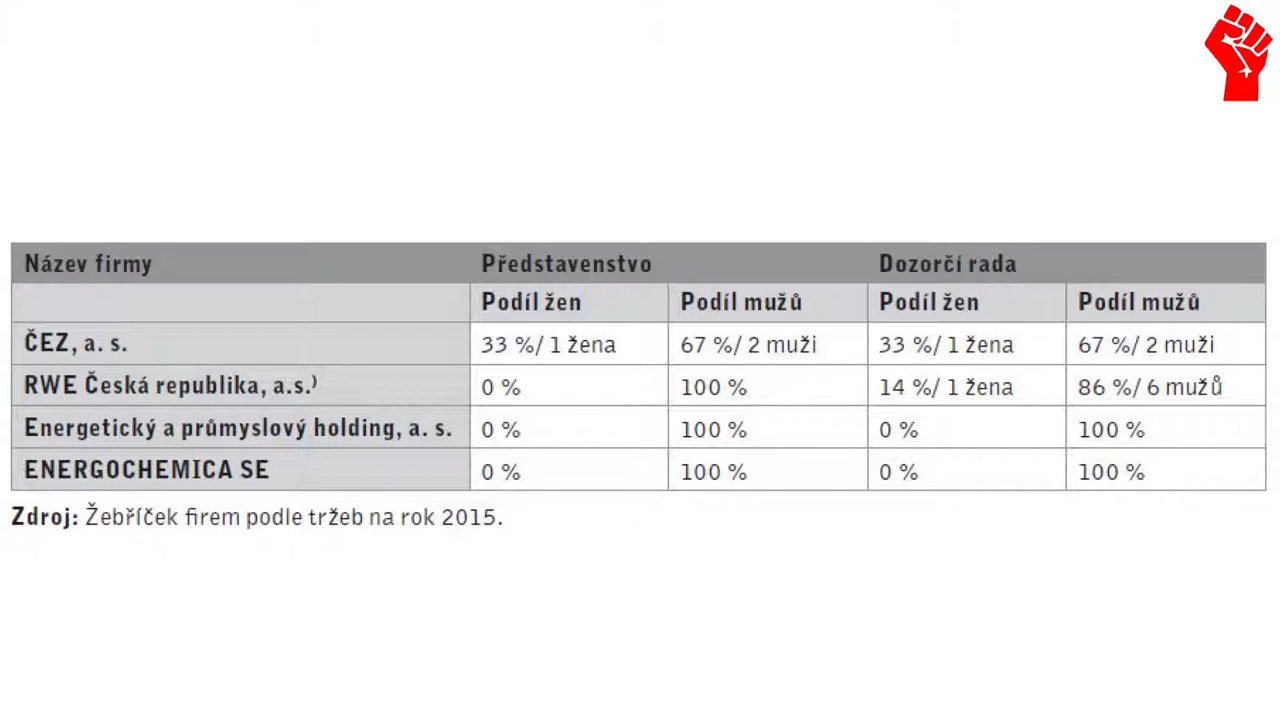 Název firmy Představenstvo Dozorčí rada
Podíl žen Podíl mužů Podíl žen Podíl mužů
ČEZ, a. s. 33 %/ 1 žena 67 %/ 2 muži 33 %/ 1 žena 67 %/ 2 muži
RWE Česká republika, a.s.⁾ 0 % 100 % 14 %/ 1 žena 86 %/ 6 mužů
Energetický a průmyslový holding, a. s. 0 % 100 % 0 % 100 %
ENERGOCHEMICA SE 0 % 100 % 0 % 100 %
Zdroj: Žebříček firem podle tržeb na rok 2015.